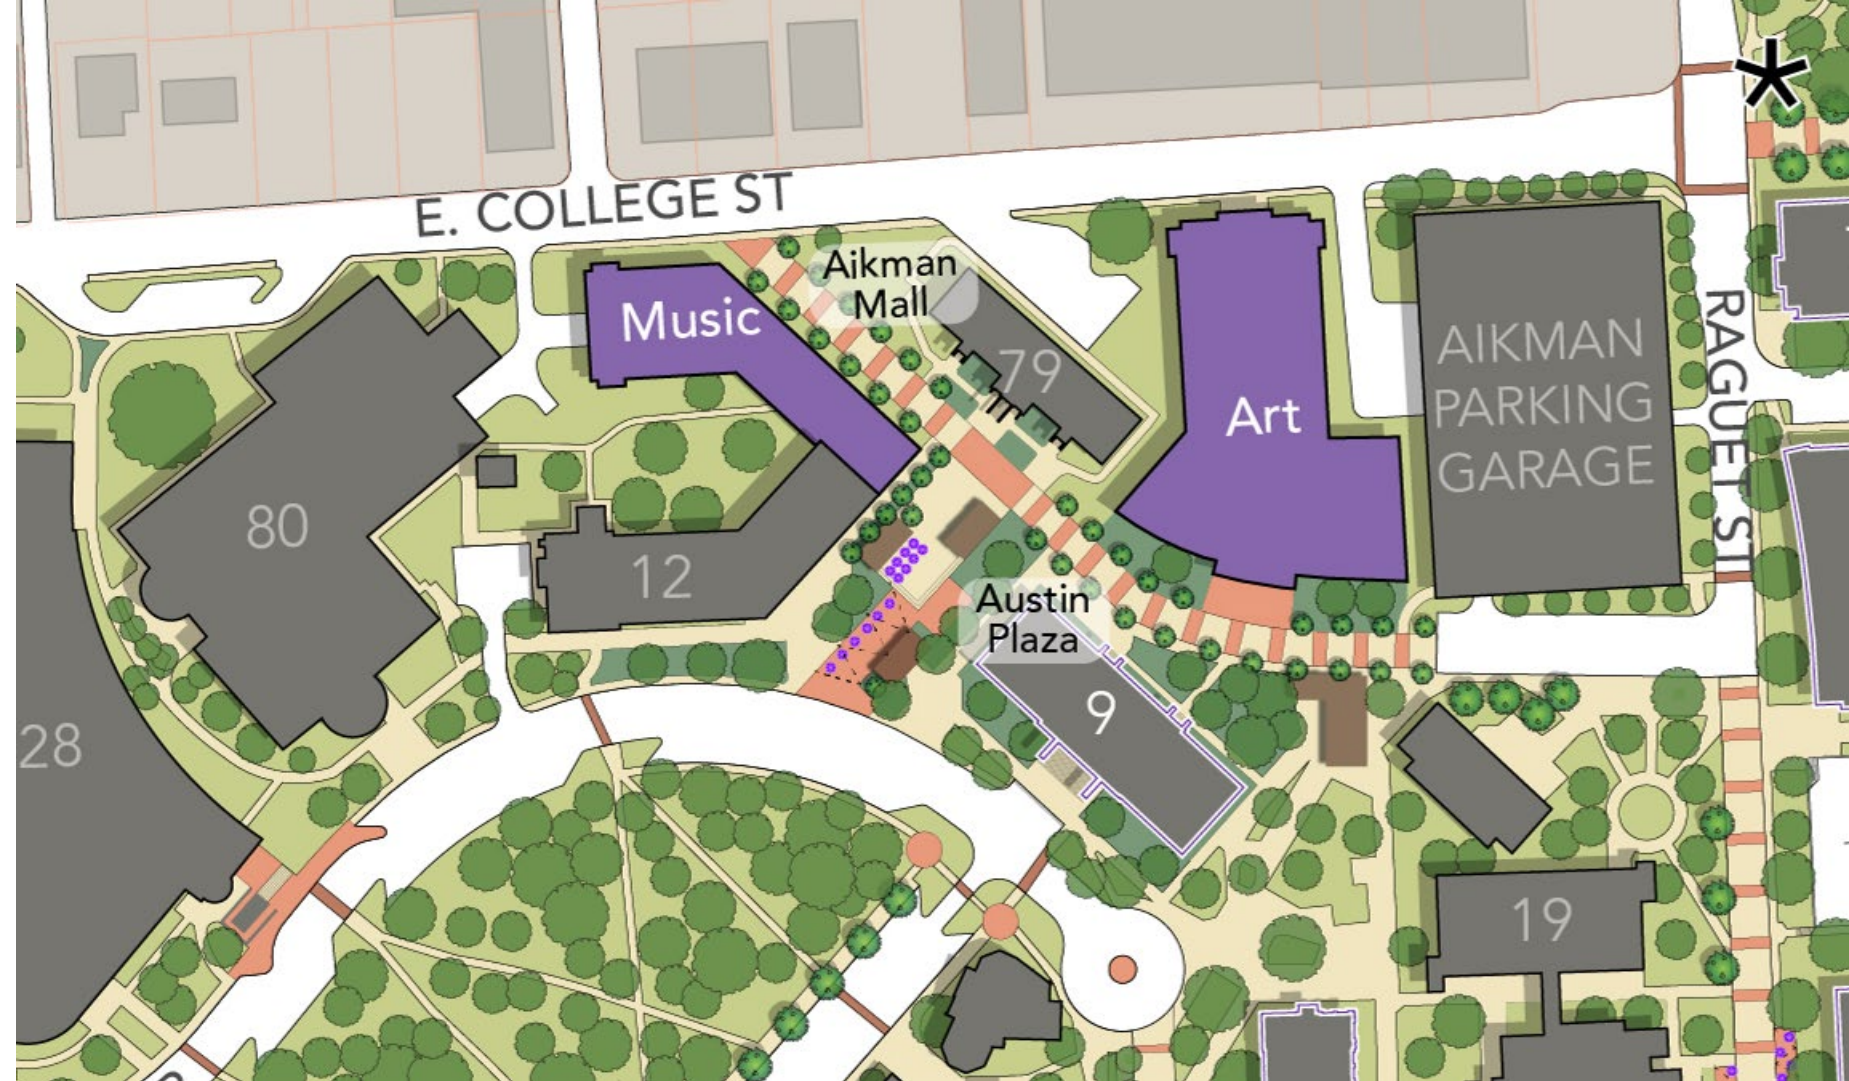 E. COLLEGE ST
Aikman
Mall
Music
79
Art
AIKMAN
PARKING
GARAGE
RAGUET ST
80
12
Austin
Plaza
9
28
19